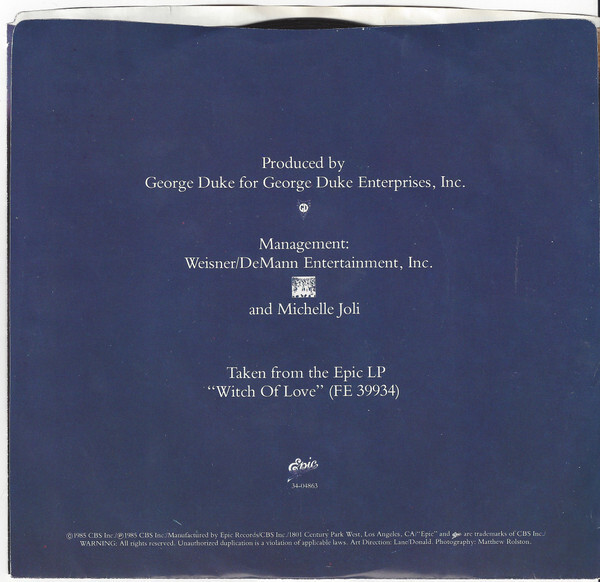 Produced by
George Duke for George Duke Enterprises, Inc.
GD
Management:
Weisner/DeMann Entertainment, Inc.
and Michelle Joli
Taken from the Epic LP
“Witch Of Love” (FE 39934)
Epic
34-04863
©1985 CBS Inc./℗1985 CBS Inc./Manufactured by Epic Records/CBS Inc./1801 Century Park West, Los Angeles, CA/“Epic” and are trademarks of CBS Inc./
WARNING: All rights reserved. Unauthorized duplication is a violation of applicable laws. Art Direction: Lane/Donald. Photography: Matthew Rolston.